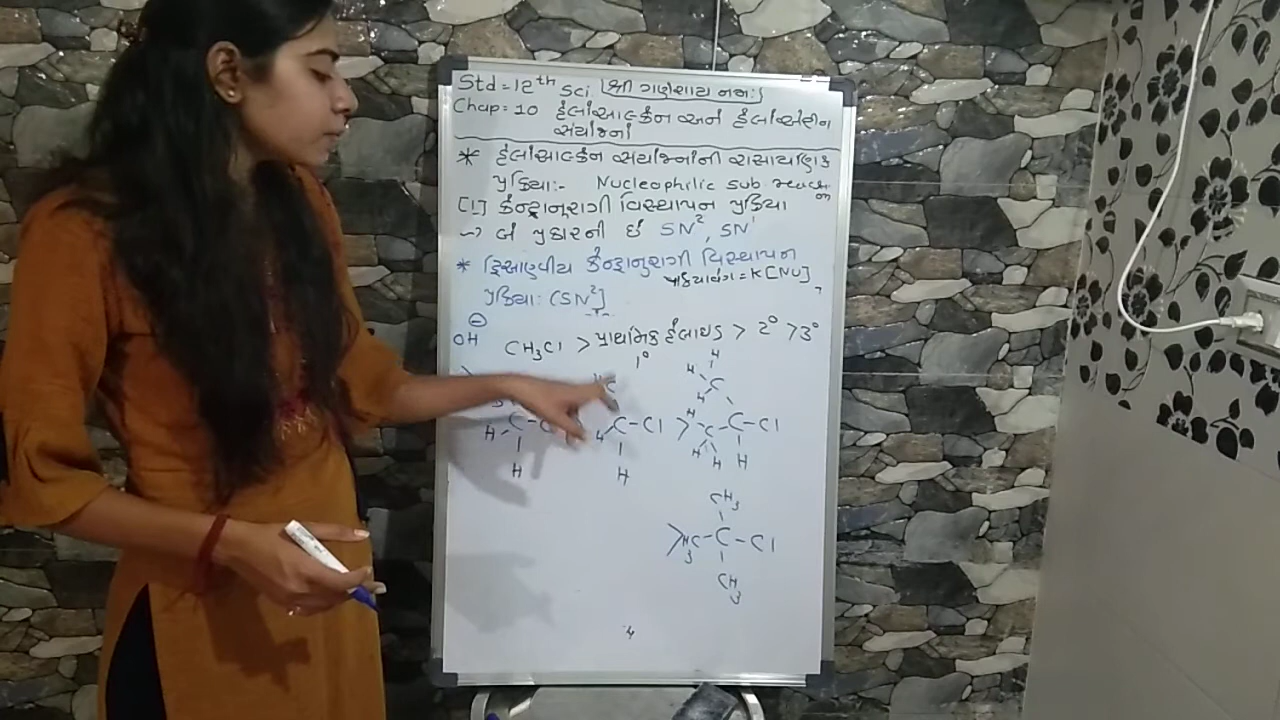 Std = 12th Sci (શ્રી ગણેશાય નમઃ)
Chap = 10 હેલોઆલ્કેન અને હેલોએરીન
સંયોજનો
* હેલોઆલ્કેન સંયોજનોની રાસાયણિક
પ્રક્રિયા:- Nucleophilic sub
[1] કેન્દ્રાનુરાગી વિસ્થાપન પ્રક્રિયા
→ બે પ્રકારની છે SN², SN¹
* દ્વિઆણ્વીય કેન્દ્રાનુરાગી વિસ્થાપન
પ્રક્રિયાવેગ = K[NU]
પ્રક્રિયા: (SN²)
⊖
OH CH₃Cl > પ્રાથમિક હેલાઇડ > 2° > 3°
1° H
H C
H
C C-Cl > H C-C-Cl
H-C-
H H H H H
CH₃
> H₃C-C-Cl
CH₃